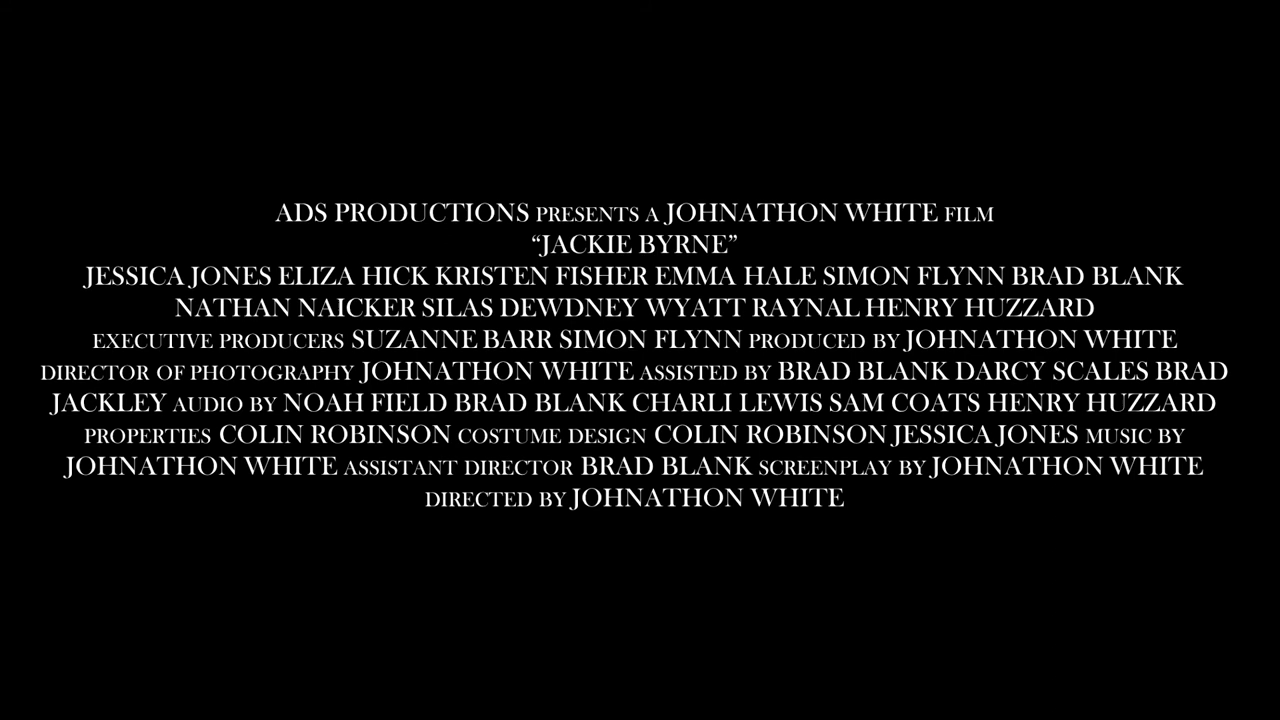 ADS PRODUCTIONS PRESENTS A JOHNATHON WHITE FILM
“JACKIE BYRNE”
JESSICA JONES ELIZA HICK KRISTEN FISHER EMMA HALE SIMON FLYNN BRAD BLANK
NATHAN NAICKER SILAS DEWDNEY WYATT RAYNAL HENRY HUZZARD
EXECUTIVE PRODUCERS SUZANNE BARR SIMON FLYNN PRODUCED BY JOHNATHON WHITE
DIRECTOR OF PHOTOGRAPHY JOHNATHON WHITE ASSISTED BY BRAD BLANK DARCY SCALES BRAD
JACKLEY AUDIO BY NOAH FIELD BRAD BLANK CHARLI LEWIS SAM COATS HENRY HUZZARD
PROPERTIES COLIN ROBINSON COSTUME DESIGN COLIN ROBINSON JESSICA JONES MUSIC BY
JOHNATHON WHITE ASSISTANT DIRECTOR BRAD BLANK SCREENPLAY BY JOHNATHON WHITE
DIRECTED BY JOHNATHON WHITE